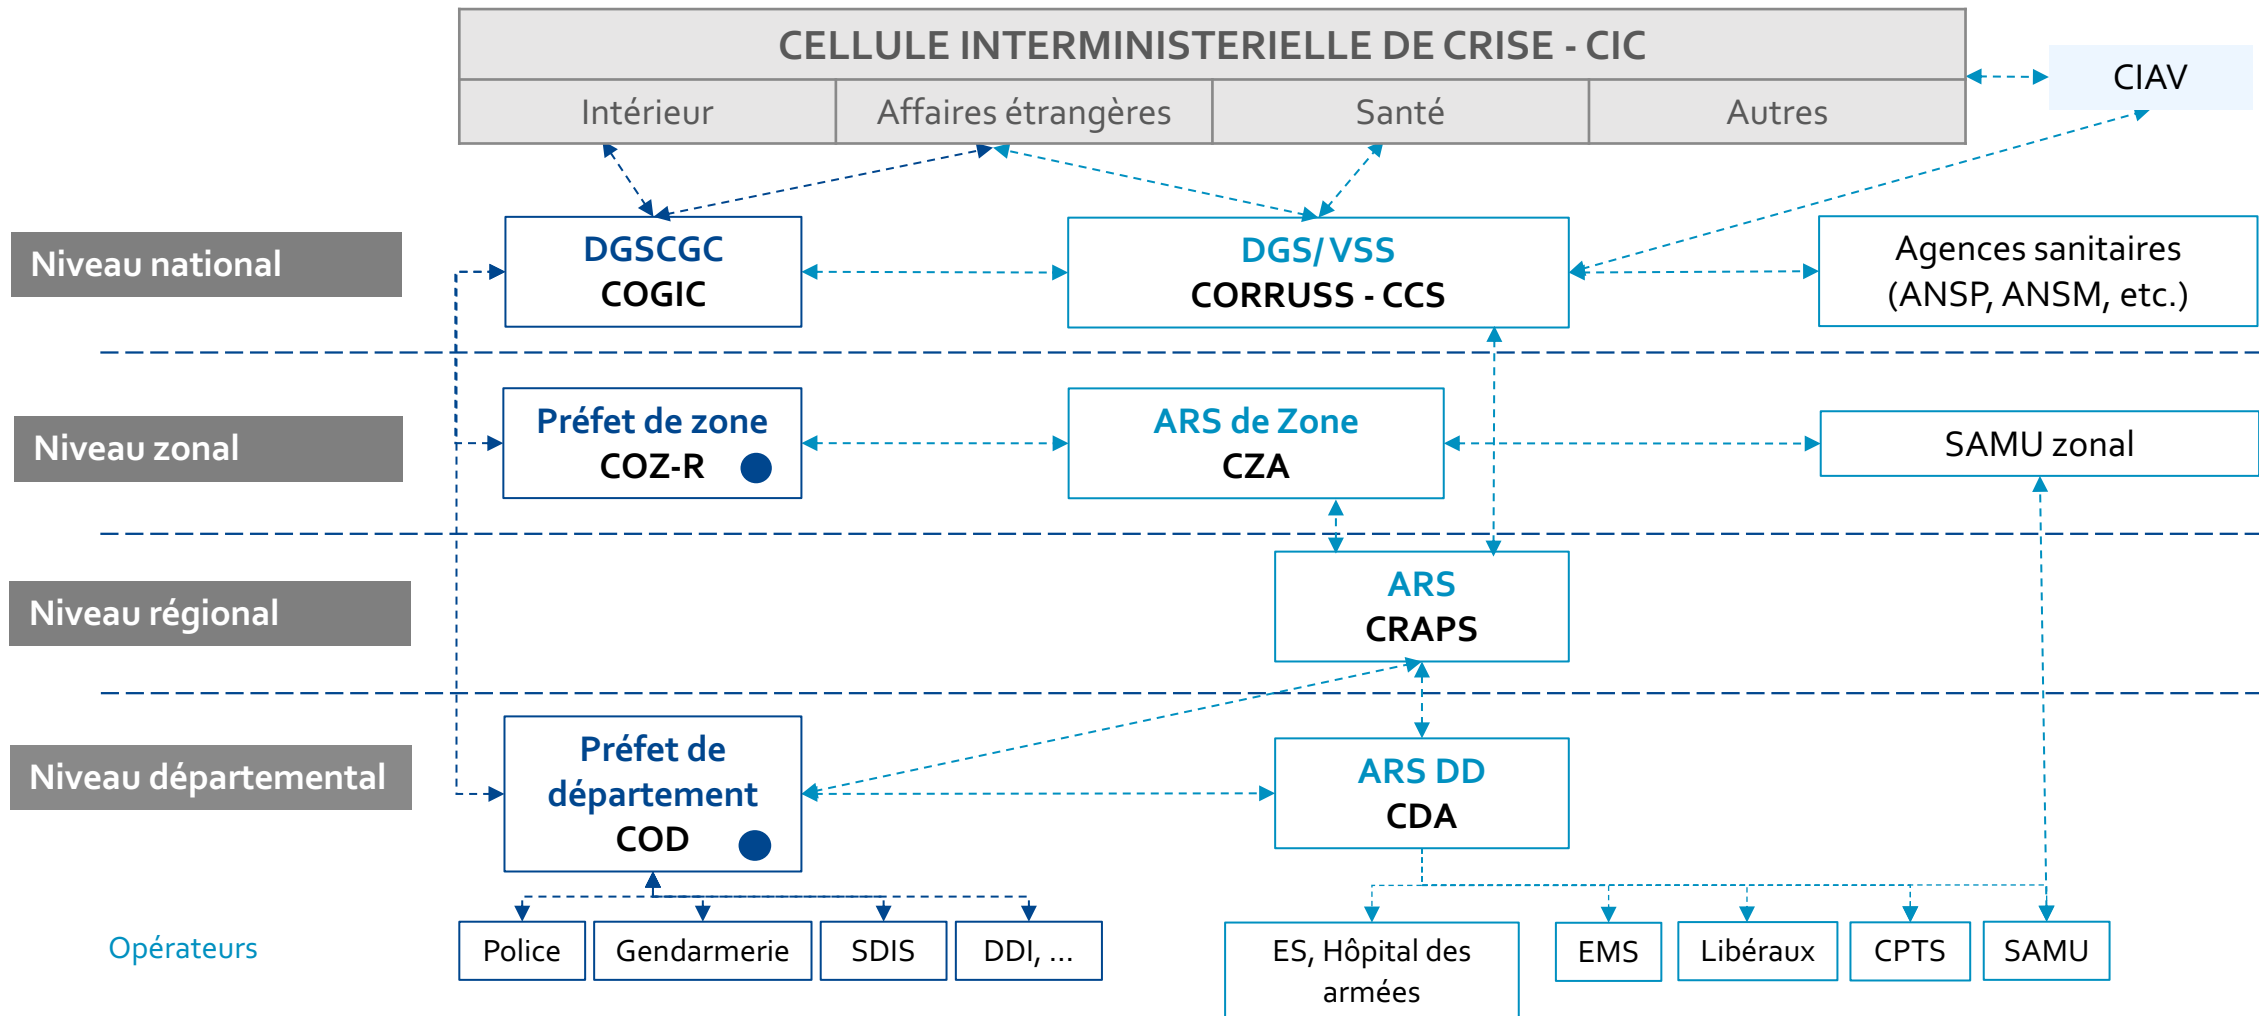 CELLULE INTERMINISTERIELLE DE CRISE - CIC
CIAV
Intérieur
Affaires étrangères
Santé
Autres
Niveau national
DGSCGC
COGIC
DGS/ VSS
CORRUSS - CCS
Agences sanitaires
(ANSP, ANSM, etc.)
Niveau zonal
Préfet de zone
COZ-R
ARS de Zone
CZA
SAMU zonal
Niveau régional
ARS
CRAPS
Niveau départemental
Préfet de
département
COD
ARS DD
CDA
Opérateurs
Police
Gendarmerie
SDIS
DDI, ...
ES, Hôpital des
armées
EMS
Libéraux
CPTS
SAMU